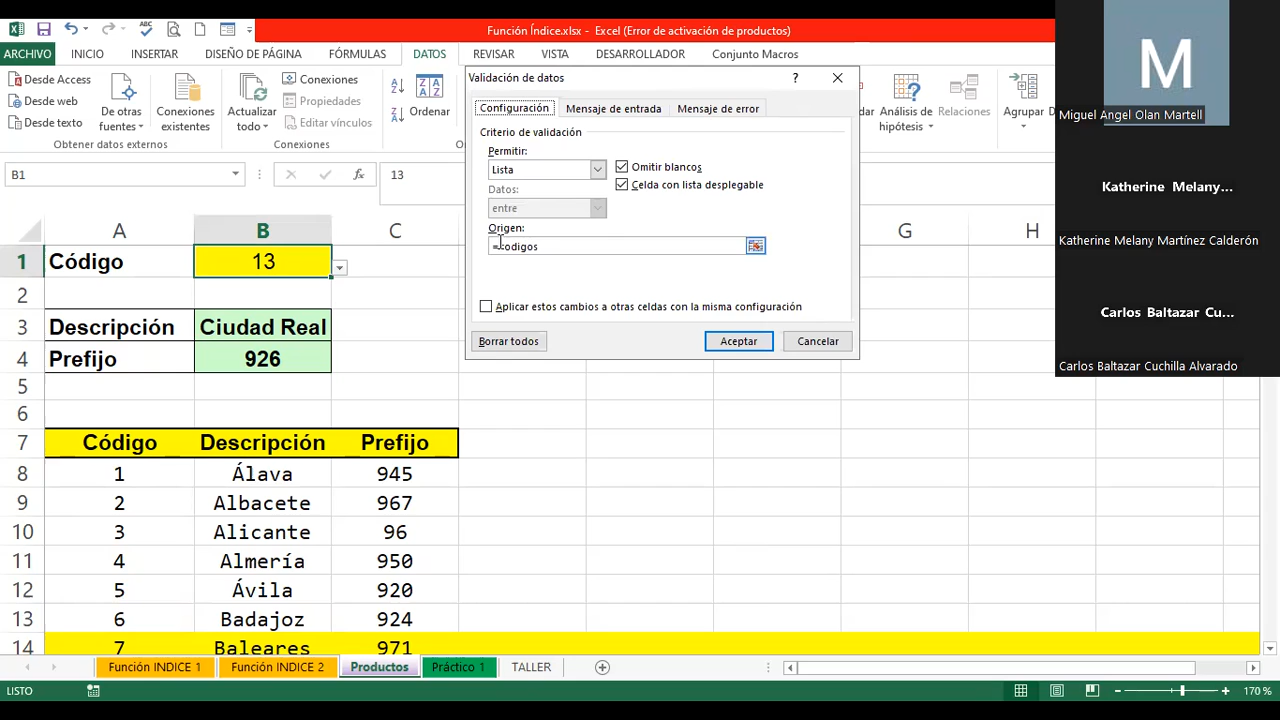 Función Índice.xlsx - Excel (Error de activación de productos)
ARCHIVO INICIO INSERTAR DISEÑO DE PÁGINA FÓRMULAS DATOS REVISAR VISTA DESARROLLADOR Conjunto Macros
Desde Access
Desde web
Desde texto
De otras fuentes
Conexiones existentes
Obtener datos externos
Actualizar todo
Conexiones
Propiedades
Editar vínculos
Conexiones
Ordenar
Análisis de hipótesis
Relaciones
Agrupar
Validación de datos ?
Configuración Mensaje de entrada Mensaje de error
Criterio de validación
Permitir:
Lista
Omitir blancos
Celda con lista desplegable
Datos:
entre
Origen:
Aplicar estos cambios a otras celdas con la misma configuración
Borrar todos Aceptar Cancelar
M
Miguel Angel Olan Martell
Katherine Melany...
Katherine Melany Martínez Calderón
Carlos Baltazar Cu...
Carlos Baltazar Cuchilla Alvarado
B1 fx 13
A B C G H
1 Código 13
2
3 Descripción Ciudad Real
4 Prefijo 926
5
6
7 Código Descripción Prefijo
8 1 Álava 945
9 2 Albacete 967
10 3 Alicante 96
11 4 Almería 950
12 5 Ávila 920
13 6 Badajoz 924
14 7 Baleares 971
Función INDICE 1 Función INDICE 2 Productos Práctico 1 TALLER
LISTO 170 %